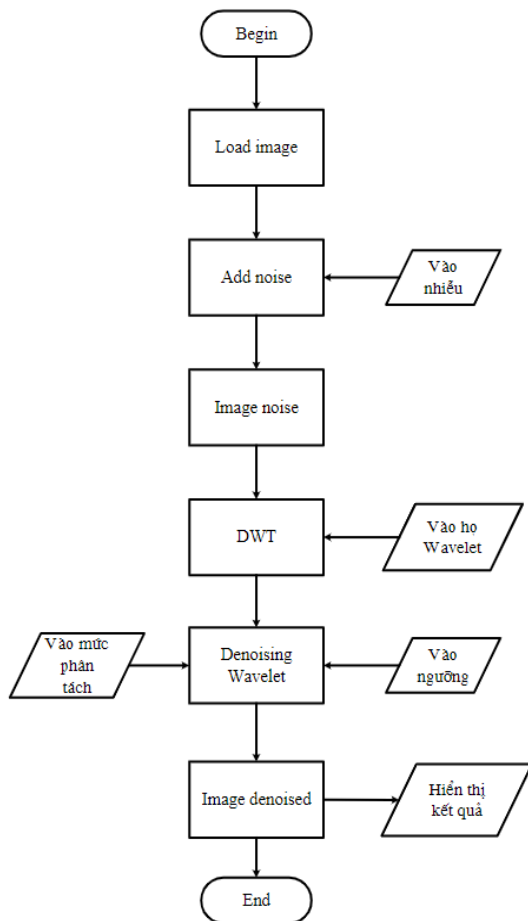 Begin
Load image
Add noise
Vào
nhiễu
Image noise
DWT
Vào họ
Wavelet
Vào mức
phân
tách
Denoising
Wavelet
Vào
ngưỡng
Image denoised
Hiển thị
kết quả
End